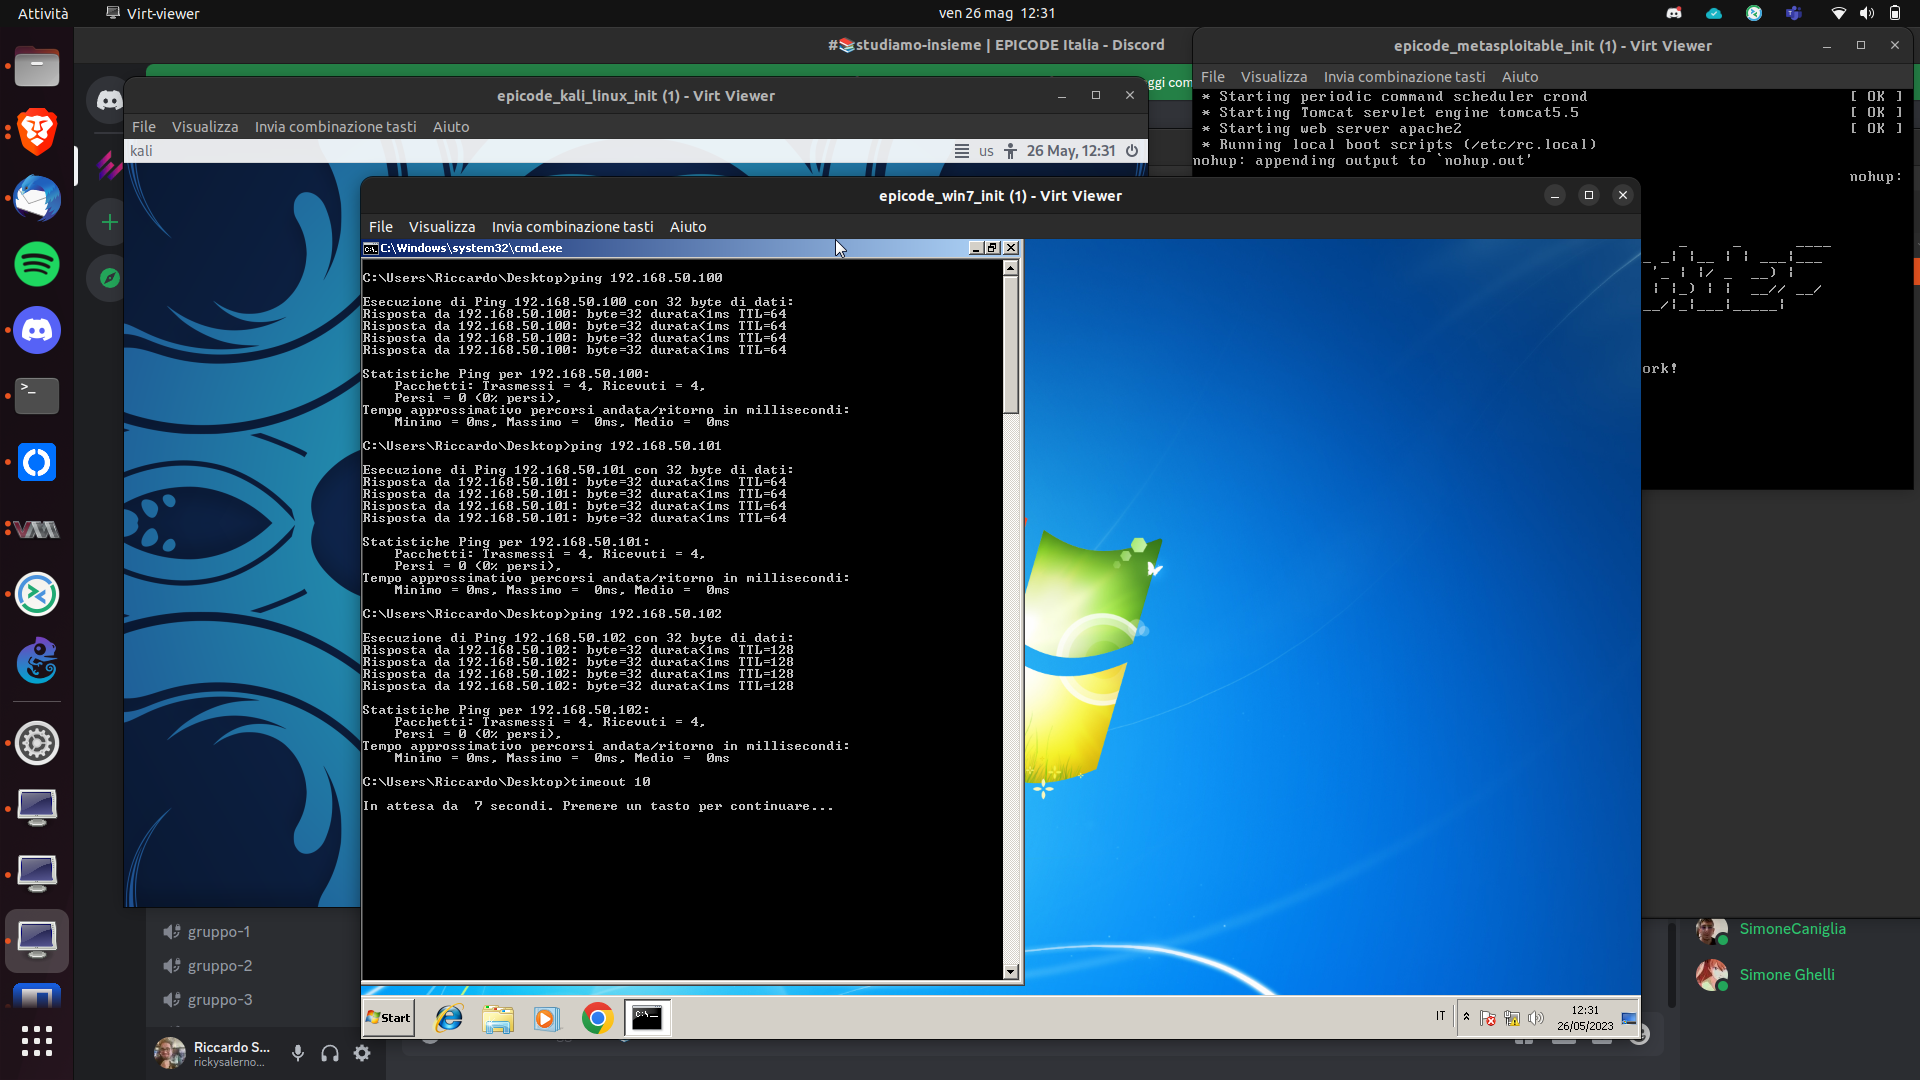 Attività
Virt-viewer
ven 26 mag 12:31
#📚studiamo-insieme | EPICODE Italia - Discord
ggi com
epicode_metasploitable_init (1) - Virt Viewer
File Visualizza Invia combinazione tasti Aiuto
* Starting periodic command scheduler crond [ OK ]
* Starting Tomcat servlet engine tomcat5.5 [ OK ]
* Starting web server apache2 [ OK ]
* Running local boot scripts (/etc/rc.local)
nohup: appending output to `nohup.out'
nohup:
ork!
epicode_kali_linux_init (1) - Virt Viewer
File Visualizza Invia combinazione tasti Aiuto
kali
us
26 May, 12:31
epicode_win7_init (1) - Virt Viewer
File Visualizza Invia combinazione tasti Aiuto
C:\Windows\system32\cmd.exe
C:\Users\Riccardo\Desktop>ping 192.168.50.100
Esecuzione di Ping 192.168.50.100 con 32 byte di dati:
Risposta da 192.168.50.100: byte=32 durata<1ms TTL=64
Risposta da 192.168.50.100: byte=32 durata<1ms TTL=64
Risposta da 192.168.50.100: byte=32 durata<1ms TTL=64
Risposta da 192.168.50.100: byte=32 durata<1ms TTL=64
Statistiche Ping per 192.168.50.100:
Pacchetti: Trasmessi = 4, Ricevuti = 4,
Persi = 0 (0% persi),
Tempo approssimativo percorsi andata/ritorno in millisecondi:
Minimo = 0ms, Massimo = 0ms, Medio = 0ms
C:\Users\Riccardo\Desktop>ping 192.168.50.101
Esecuzione di Ping 192.168.50.101 con 32 byte di dati:
Risposta da 192.168.50.101: byte=32 durata<1ms TTL=64
Risposta da 192.168.50.101: byte=32 durata<1ms TTL=64
Risposta da 192.168.50.101: byte=32 durata<1ms TTL=64
Risposta da 192.168.50.101: byte=32 durata<1ms TTL=64
Statistiche Ping per 192.168.50.101:
Pacchetti: Trasmessi = 4, Ricevuti = 4,
Persi = 0 (0% persi),
Tempo approssimativo percorsi andata/ritorno in millisecondi:
Minimo = 0ms, Massimo = 0ms, Medio = 0ms
C:\Users\Riccardo\Desktop>ping 192.168.50.102
Esecuzione di Ping 192.168.50.102 con 32 byte di dati:
Risposta da 192.168.50.102: byte=32 durata<1ms TTL=128
Risposta da 192.168.50.102: byte=32 durata<1ms TTL=128
Risposta da 192.168.50.102: byte=32 durata<1ms TTL=128
Risposta da 192.168.50.102: byte=32 durata<1ms TTL=128
Statistiche Ping per 192.168.50.102:
Pacchetti: Trasmessi = 4, Ricevuti = 4,
Persi = 0 (0% persi),
Tempo approssimativo percorsi andata/ritorno in millisecondi:
Minimo = 0ms, Massimo = 0ms, Medio = 0ms
C:\Users\Riccardo\Desktop>timeout 10
In attesa da 7 secondi. Premere un tasto per continuare...
Start
IT
12:31
26/05/2023
gruppo-1
gruppo-2
gruppo-3
Riccardo S...
rickysalerno...
SimoneCaniglia
Simone Ghelli